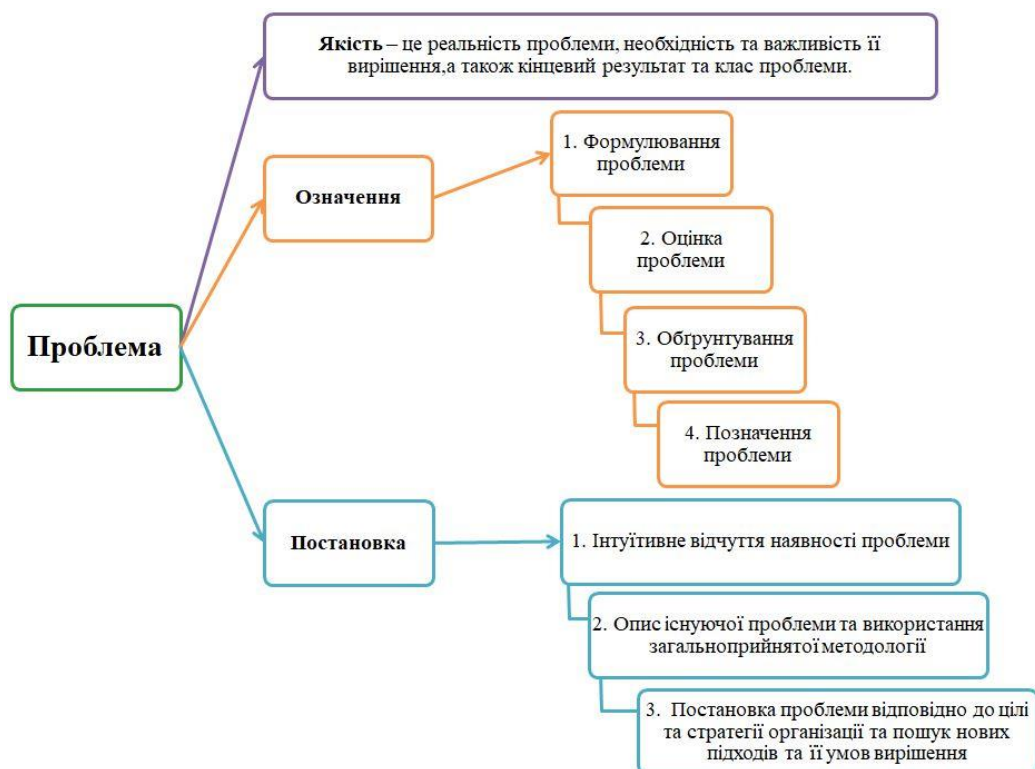 Якість – це реальність проблеми, необхідність та важливість її
вирішення,а також кінцевий результат та клас проблеми.
1. Формулювання
проблеми
Означення
2. Оцінка
проблеми
Проблема
3. Обґрунтування
проблеми
4. Позначення
проблеми
Постановка
1. Інтуїтивне відчуття наявності проблеми
2. Опис існуючої проблеми та використання
загальноприйнятої методології
3. Постановка проблеми відповідно до цілі
та стратегії організації та пошук нових
підходів та її умов вирішення